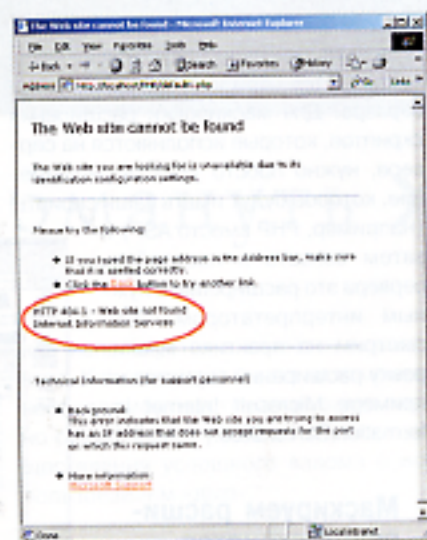 The Web site cannot be found - Microsoft Internet Explorer
File Edit View Favorites Tools Help
Back Search Favorites History
Address Go Links »
The Web site cannot be found
The Web site you are looking for is unavailable due to its
identification configuration settings.
Please try the following:
If you typed the page address in the Address bar, make sure
that it is spelled correctly.
Click the Back button to try another link.
HTTP 404.1 - Web site not found
Internet Information Services
Technical Information (for support personnel)
Background:
This error indicates that the Web site you are trying to access
has an IP address that does not accept requests for the port
on which this request came.
More information:
Microsoft Support
Done Local intranet